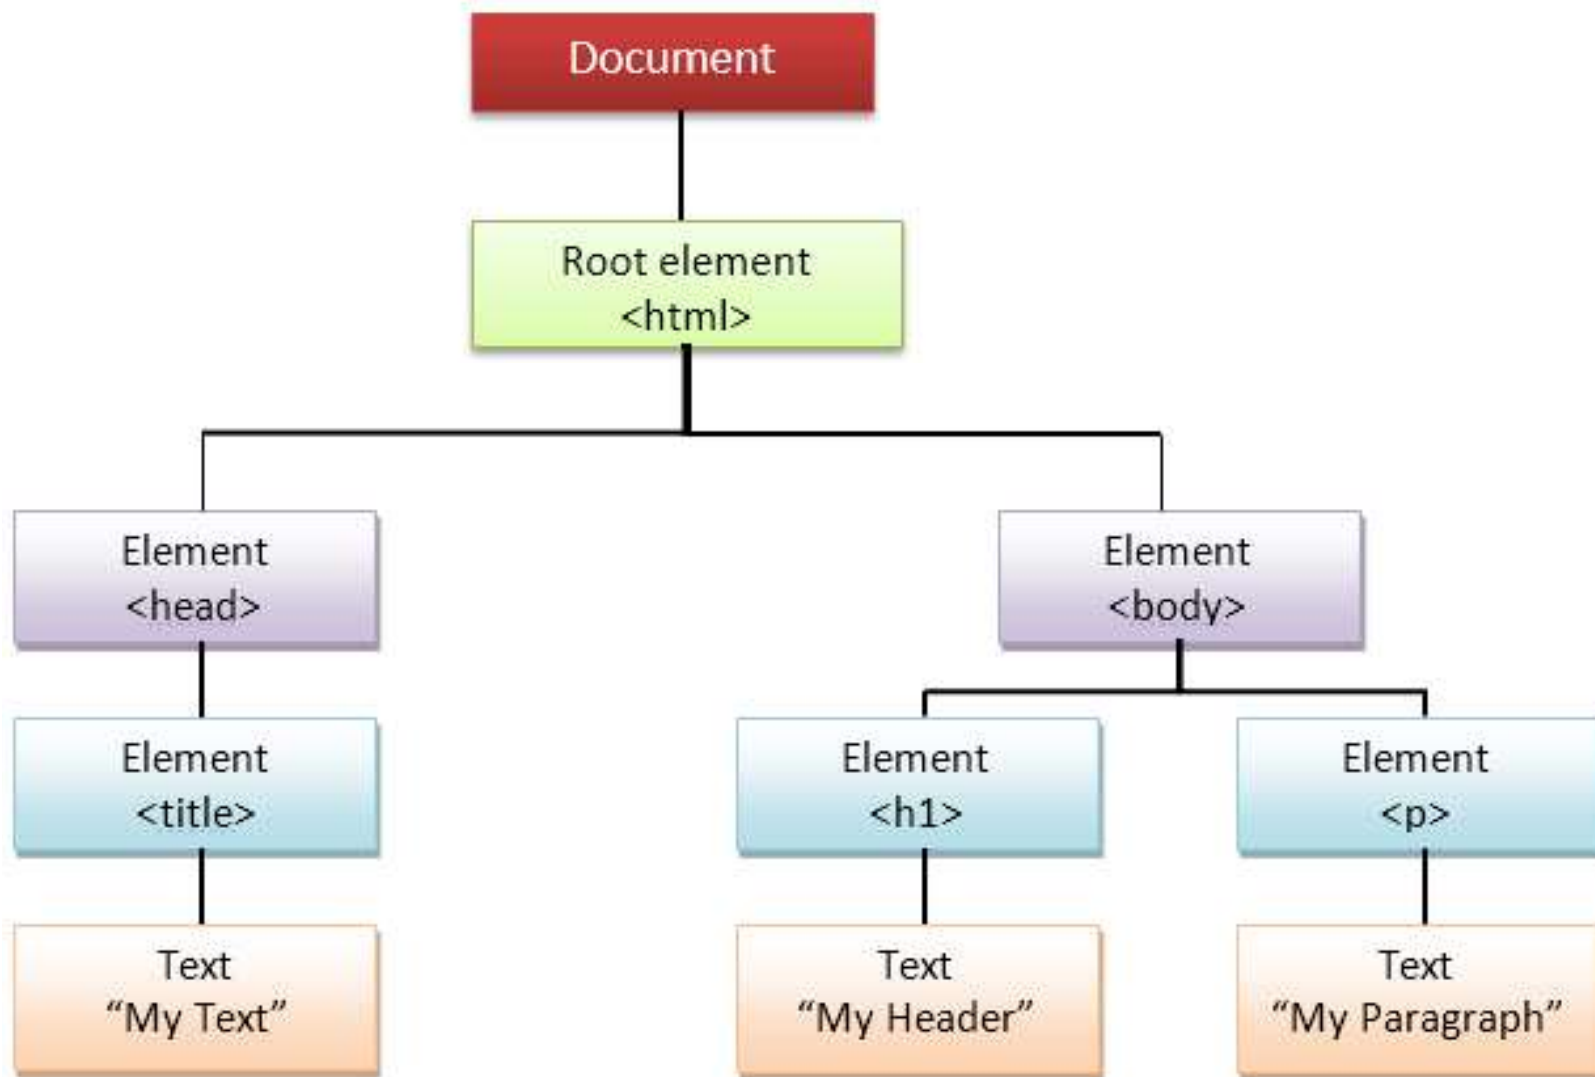 Document
Root element
<html>
Element
<head>
Element
<body>
Element
<title>
Element
<h1>
Element
<p>
Text
“My Text”
Text
“My Header”
Text
“My Paragraph”